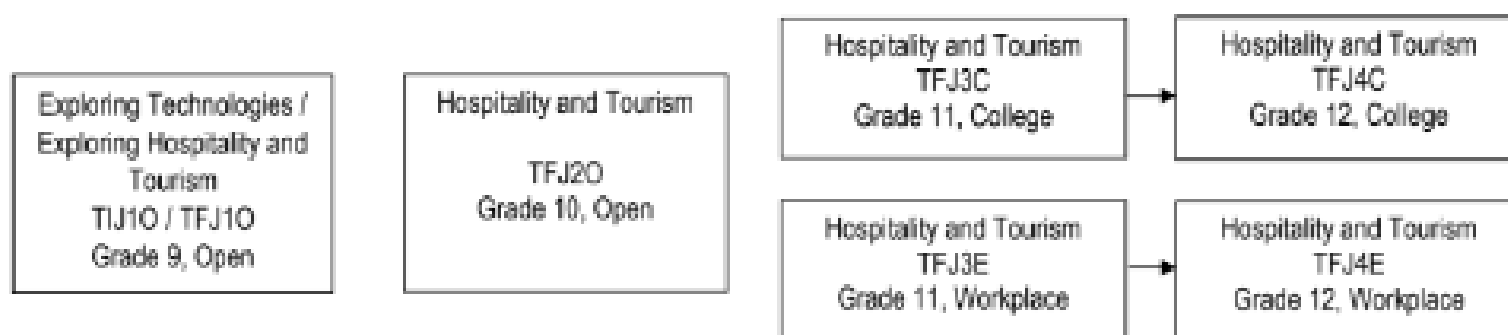 Exploring Technologies /
Exploring Hospitality and
Tourism
TIJ1O / TFJ1O
Grade 9, Open
Hospitality and Tourism
TFJ2O
Grade 10, Open
Hospitality and Tourism
TFJ3C
Grade 11, College
Hospitality and Tourism
TFJ4C
Grade 12, College
Hospitality and Tourism
TFJ3E
Grade 11, Workplace
Hospitality and Tourism
TFJ4E
Grade 12, Workplace